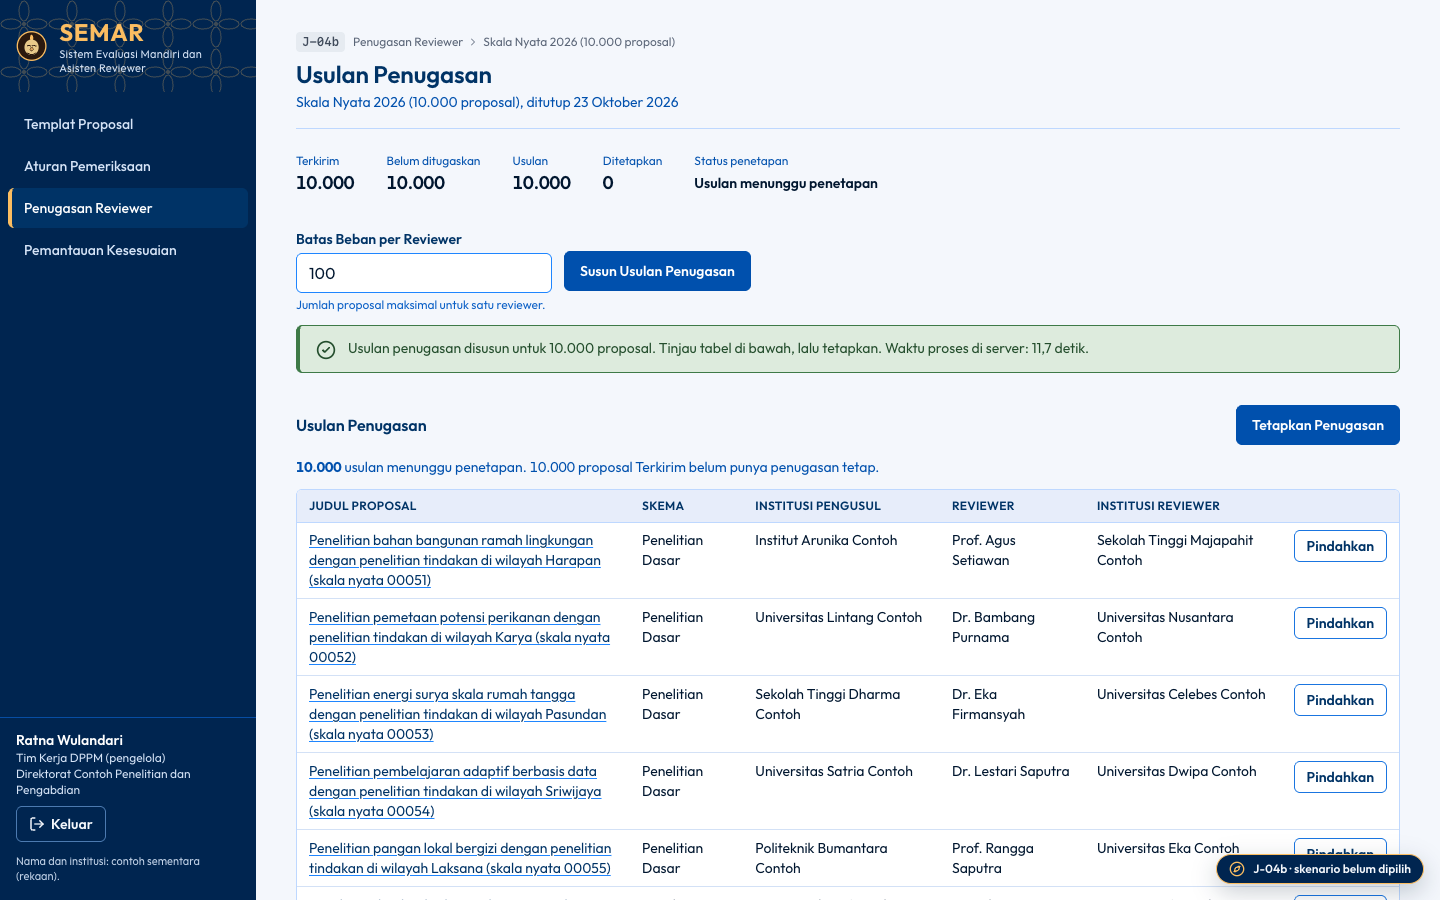 SEMAR
Sistem Evaluasi Mandiri dan
Asisten Reviewer
Templat Proposal
Aturan Pemeriksaan
Penugasan Reviewer
Pemantauan Kesesuaian
Ratna Wulandari
Tim Kerja DPPM (pengelola)
Direktorat Contoh Penelitian dan
Pengabdian
Keluar
Nama dan institusi: contoh sementara
(rekaan).
J-04b Penugasan Reviewer > Skala Nyata 2026 (10.000 proposal)
Usulan Penugasan
Skala Nyata 2026 (10.000 proposal), ditutup 23 Oktober 2026
Terkirim Belum ditugaskan Usulan Ditetapkan Status penetapan
10.000 10.000 10.000 0 Usulan menunggu penetapan
Batas Beban per Reviewer
100 Susun Usulan Penugasan
Jumlah proposal maksimal untuk satu reviewer.
Usulan penugasan disusun untuk 10.000 proposal. Tinjau tabel di bawah, lalu tetapkan. Waktu proses di server: 11,7 detik.
Usulan Penugasan Tetapkan Penugasan
10.000 usulan menunggu penetapan. 10.000 proposal Terkirim belum punya penugasan tetap.
JUDUL PROPOSAL SKEMA INSTITUSI PENGUSUL REVIEWER INSTITUSI REVIEWER
Penelitian bahan bangunan ramah lingkungan Penelitian Institut Arunika Contoh Prof. Agus Sekolah Tinggi Majapahit Pindahkan
dengan penelitian tindakan di wilayah Harapan Dasar Setiawan Contoh
(skala nyata 00051)
Penelitian pemetaan potensi perikanan dengan Penelitian Universitas Lintang Contoh Dr. Bambang Universitas Nusantara Pindahkan
penelitian tindakan di wilayah Karya (skala nyata Dasar Purnama Contoh
00052)
Penelitian energi surya skala rumah tangga Penelitian Sekolah Tinggi Dharma Dr. Eka Universitas Celebes Contoh Pindahkan
dengan penelitian tindakan di wilayah Pasundan Dasar Contoh Firmansyah
(skala nyata 00053)
Penelitian pembelajaran adaptif berbasis data Penelitian Universitas Satria Contoh Dr. Lestari Saputra Universitas Dwipa Contoh Pindahkan
dengan penelitian tindakan di wilayah Sriwijaya Dasar
(skala nyata 00054)
Penelitian pangan lokal bergizi dengan penelitian Penelitian Politeknik Bumantara Prof. Rangga Universitas Eka Contoh Pindahkan
tindakan di wilayah Laksana (skala nyata 00055) Dasar Contoh Saputra
J-04b · skenario belum dipilih